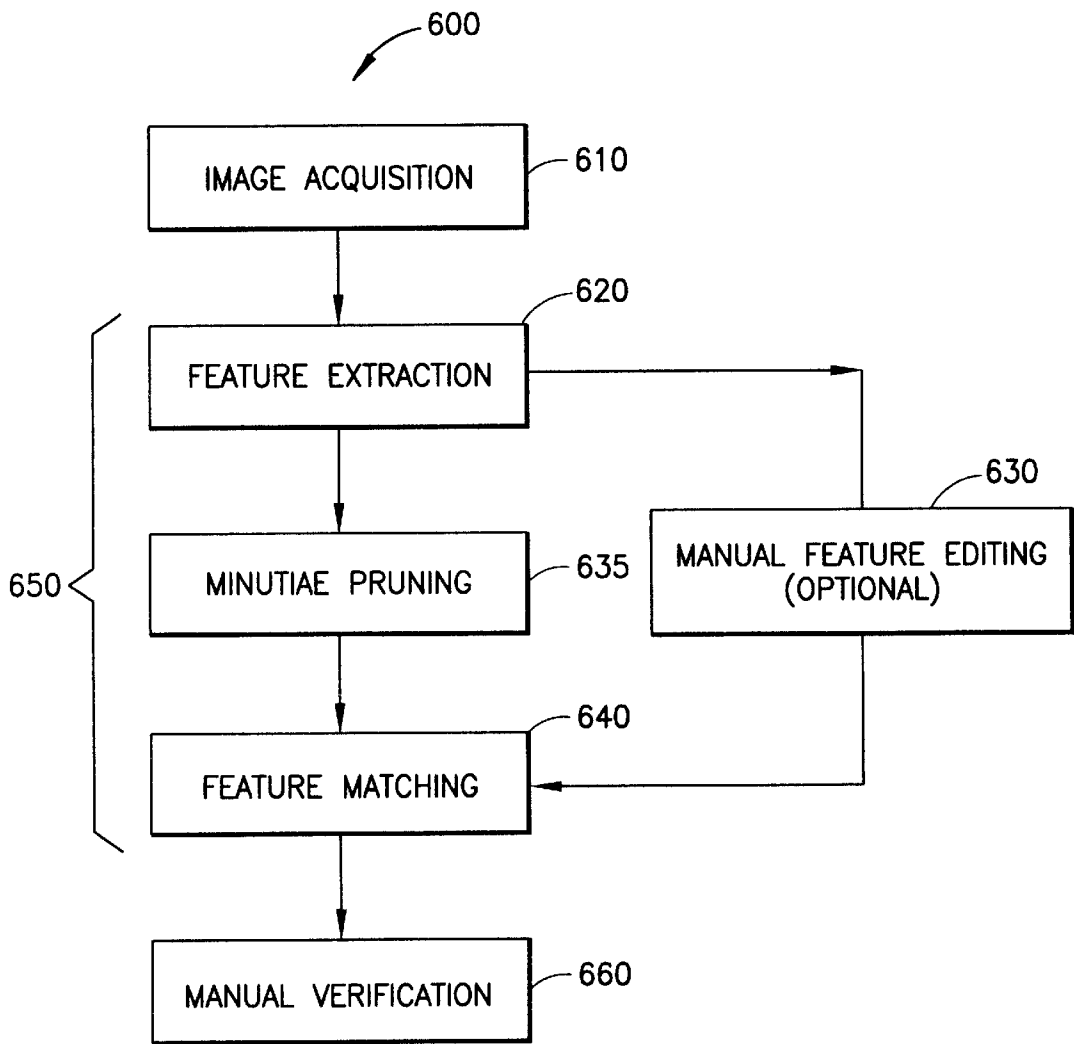 600
IMAGE ACQUISITION
610
620
FEATURE EXTRACTION
630
MANUAL FEATURE EDITING
(OPTIONAL)
650
MINUTIAE PRUNING
635
640
FEATURE MATCHING
MANUAL VERIFICATION
660